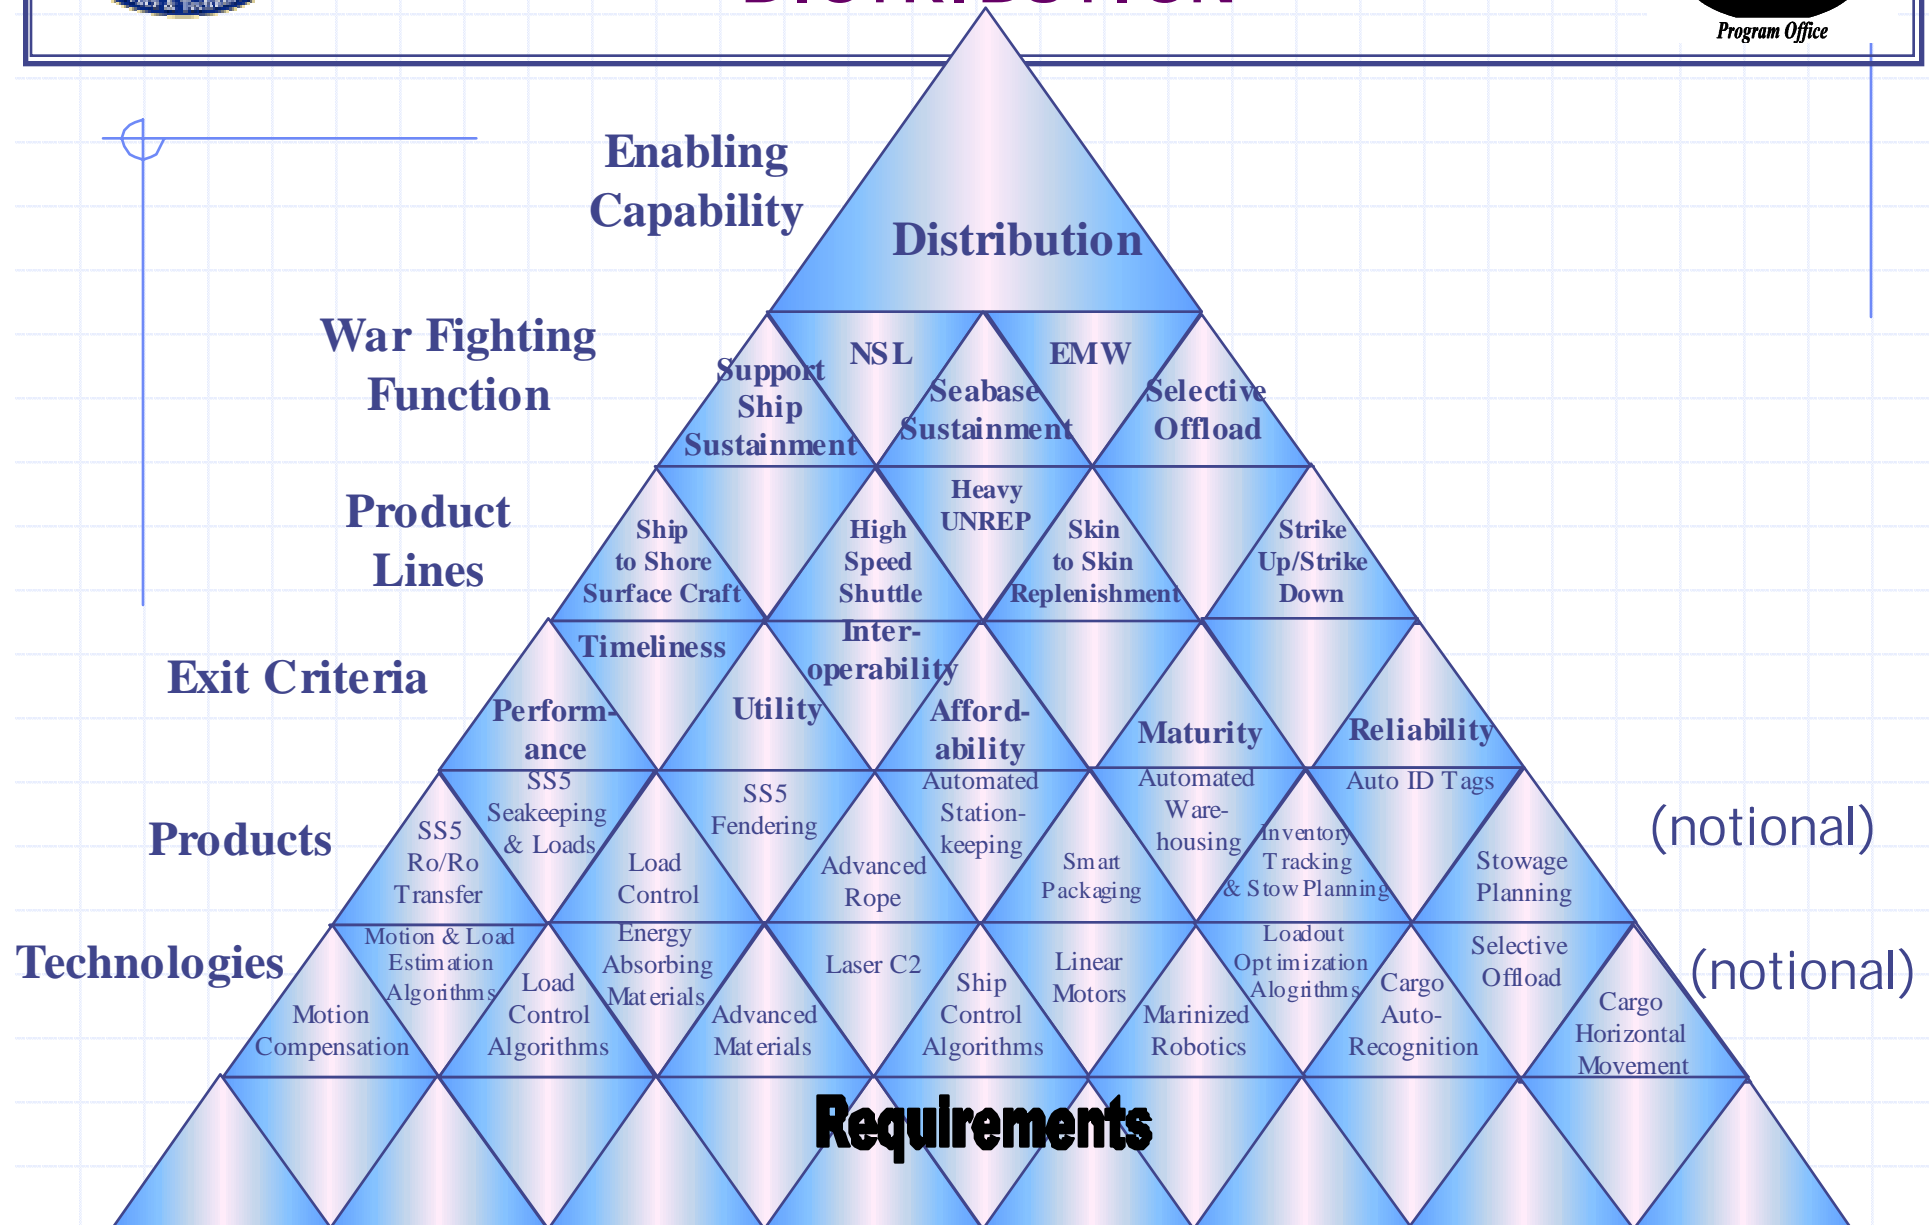 DISTRIBUTION
Program Office
Enabling
Capability
Distribution
War Fighting
Function
Support
Ship
Sustainment
NSL
Seabase
Sustainment
EMW
Selective
Offload
Product
Lines
Ship
to Shore
Surface Craft
High
Speed
Shuttle
Heavy
UNREP
Skin
to Skin
Replenishment
Strike
Up/Strike
Down
Exit Criteria
Perform-
ance
Timeliness
Utility
Inter-
operability
Afford-
ability
Maturity
Reliability
Products
SS5
Ro/Ro
Transfer
SS5
Seakeeping
& Loads
Load
Control
SS5
Fendering
Advanced
Rope
Automated
Station-
keeping
Smart
Packaging
Automated
Ware-
housing
Inventory
Tracking
& Stow Planning
Auto ID Tags
Stowage
Planning
(notional)
Technologies
Motion
Compensation
Motion & Load
Estimation
Algorithms
Load
Control
Algorithms
Energy
Absorbing
Materials
Advanced
Materials
Laser C2
Ship
Control
Algorithms
Linear
Motors
Marinized
Robotics
Loadout
Optimization
Alogrithms
Cargo
Auto-
Recognition
Selective
Offload
Cargo
Horizontal
Movement
(notional)
Requirements